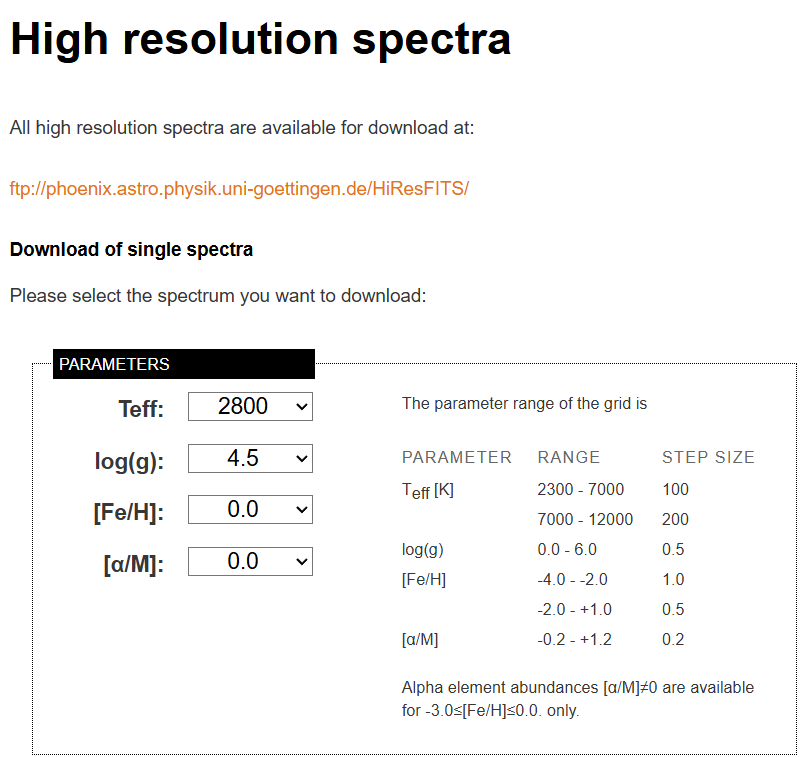 High resolution spectra
All high resolution spectra are available for download at:
ftp://phoenix.astro.physik.uni-goettingen.de/HiResFITS/
Download of single spectra
Please select the spectrum you want to download:
PARAMETERS
Teff: 2800
log(g): 4.5
[Fe/H]: 0.0
[α/M]: 0.0
The parameter range of the grid is
PARAMETER RANGE STEP SIZE
Teff [K] 2300 - 7000 100
7000 - 12000 200
log(g) 0.0 - 6.0 0.5
[Fe/H] -4.0 - -2.0 1.0
-2.0 - +1.0 0.5
[α/M] -0.2 - +1.2 0.2
Alpha element abundances [α/M]≠0 are available
for -3.0≤[Fe/H]≤0.0. only.